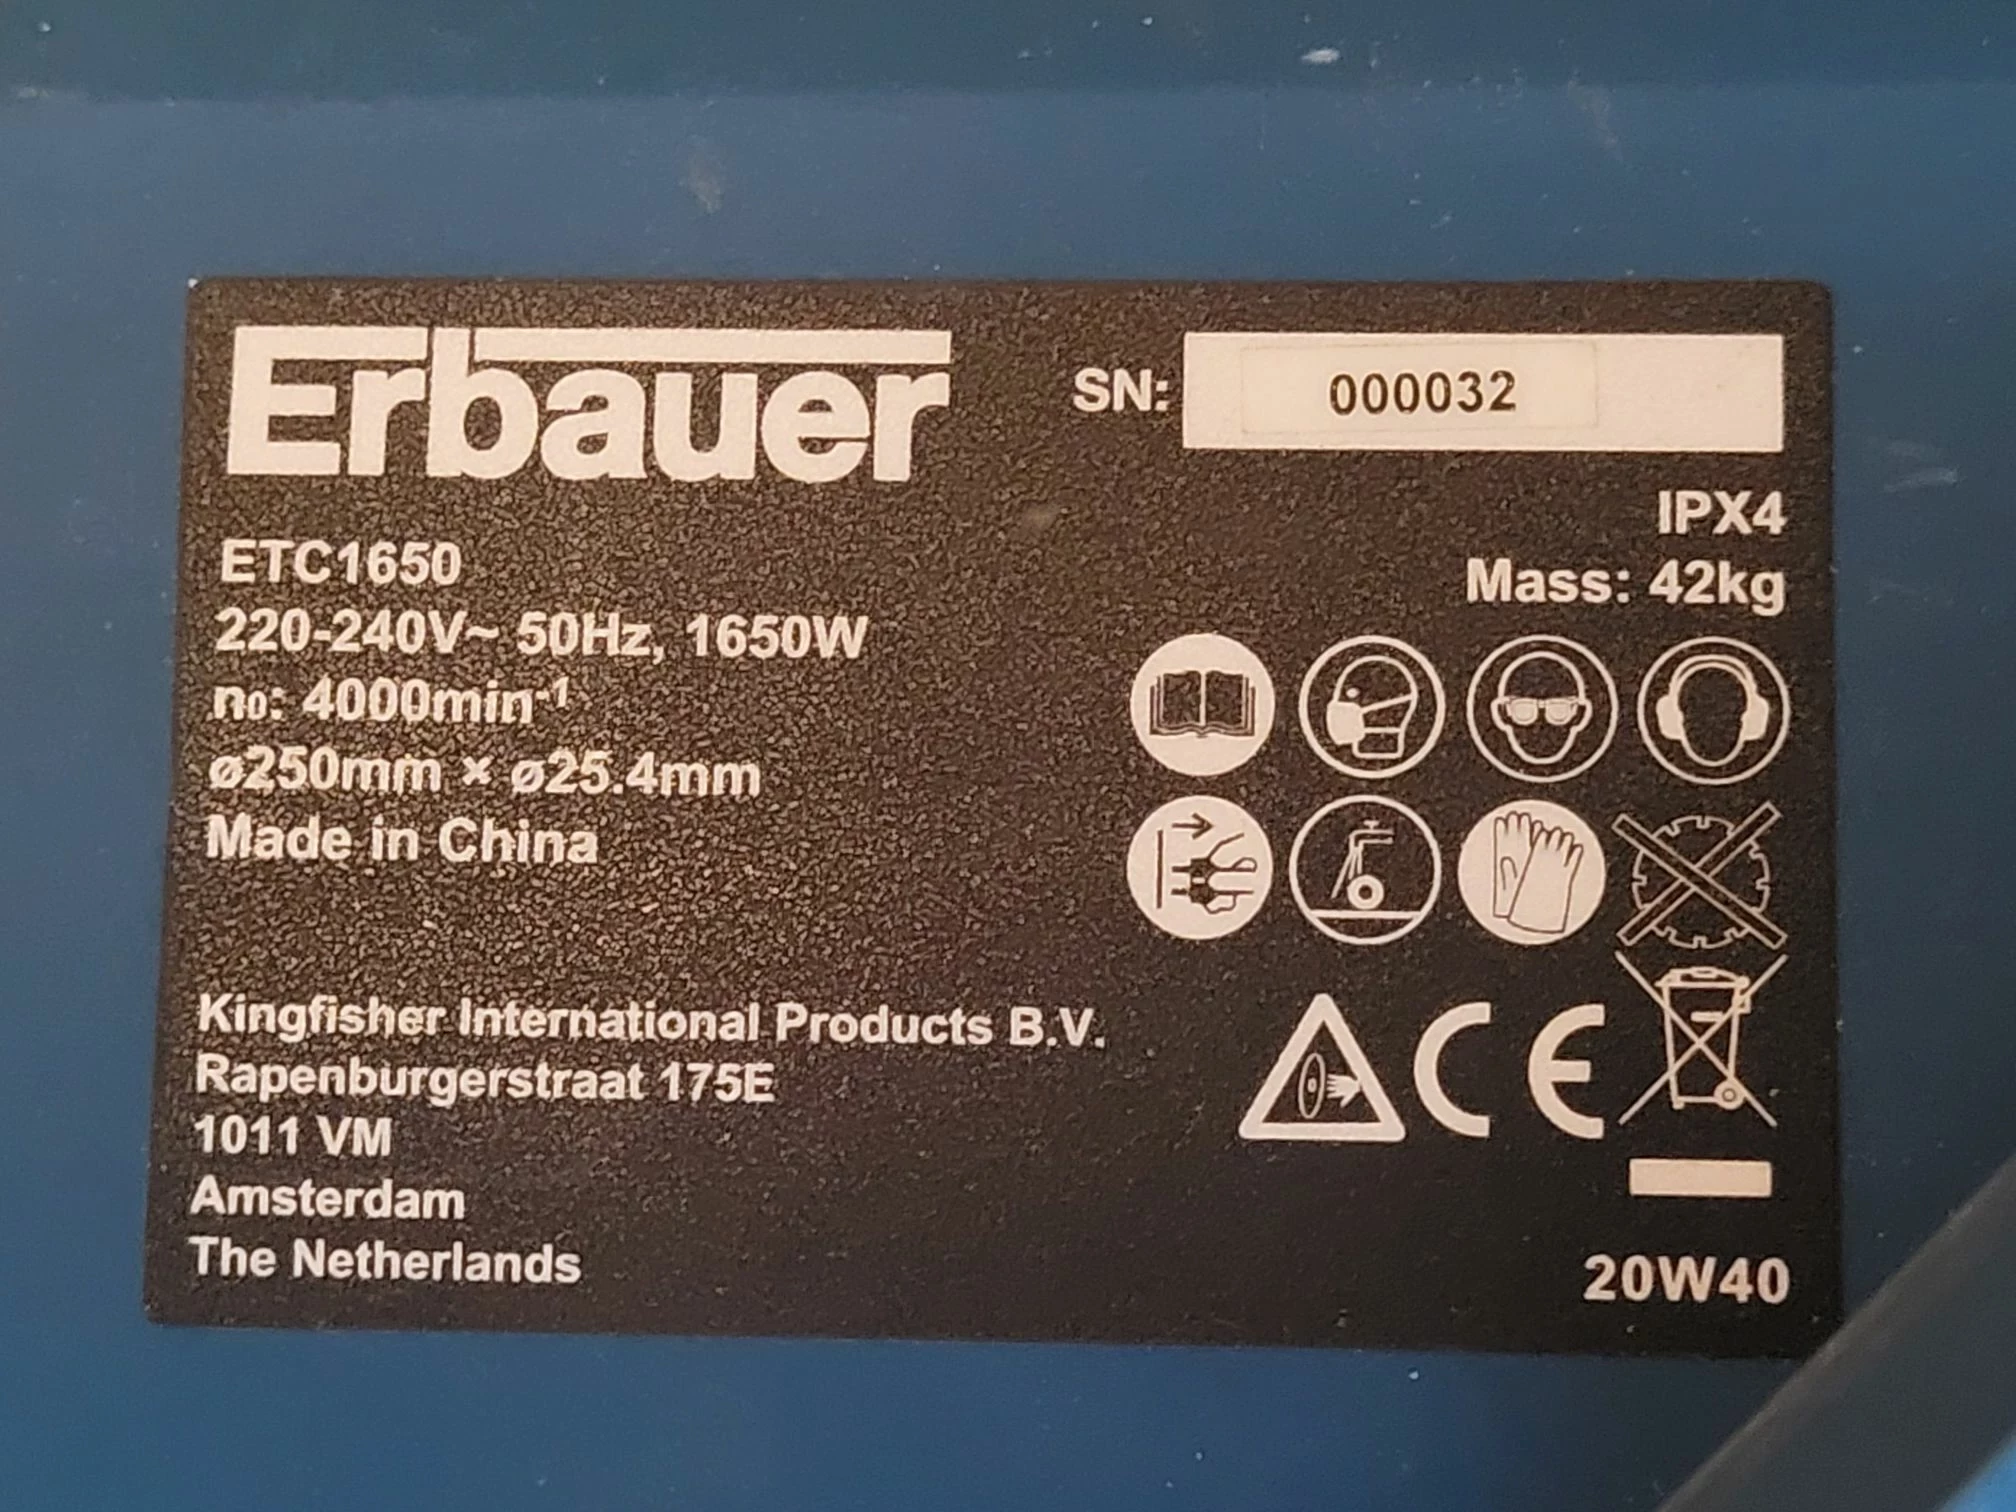 Erbauer
SN: 000032
IPX4
Mass: 42kg
ETC1650
220-240V~ 50Hz, 1650W
n₀: 4000min⁻¹
ø250mm × ø25.4mm
Made in China
Kingfisher International Products B.V.
Rapenburgerstraat 175E
1011 VM
Amsterdam
The Netherlands
CE
20W40